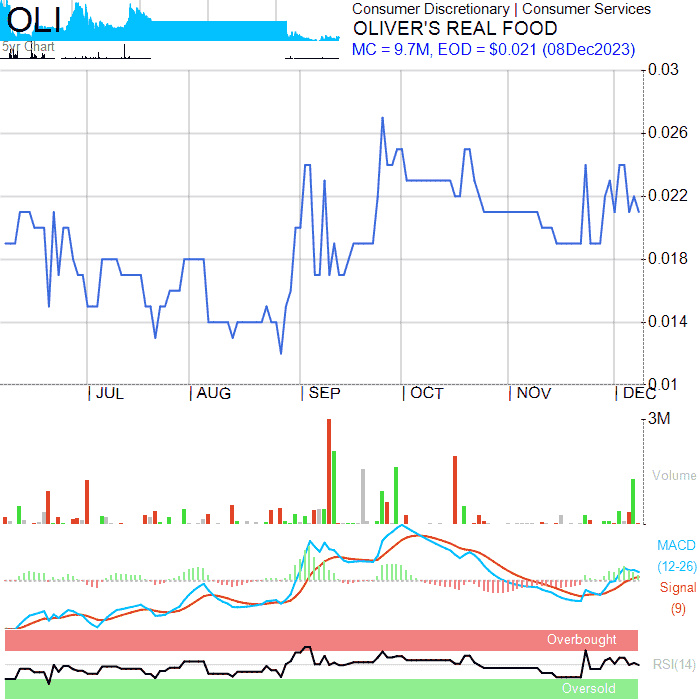 OLI
5yr Chart
Consumer Discretionary | Consumer Services
OLIVER'S REAL FOOD
MC = 9.7M, EOD = $0.021 (08Dec2023)
0.03
0.026
0.022
0.018
0.014
0.01
JUL AUG SEP OCT NOV DEC
3M
Volume
MACD
(12-26)
Signal
(9)
Overbought
RSI(14)
Oversold